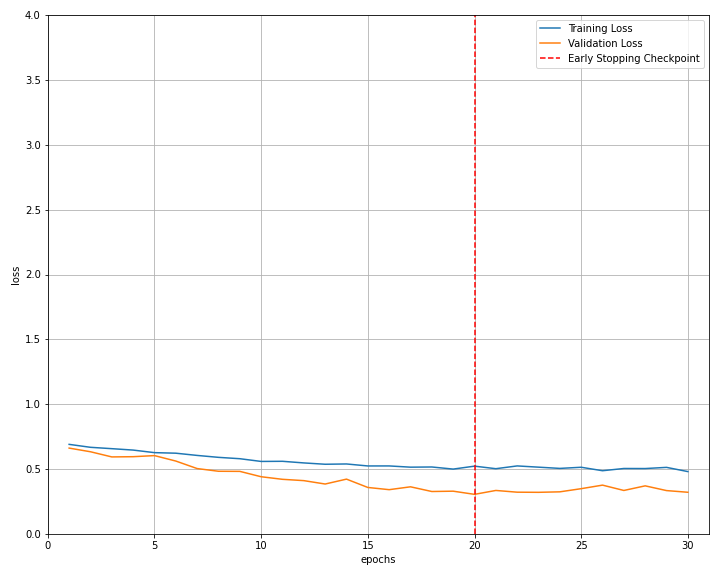 4.0
3.5
3.0
2.5
2.0
1.5
1.0
0.5
0.0
loss
Training Loss
Validation Loss
Early Stopping Checkpoint
0 5 10 15 20 25 30
epochs